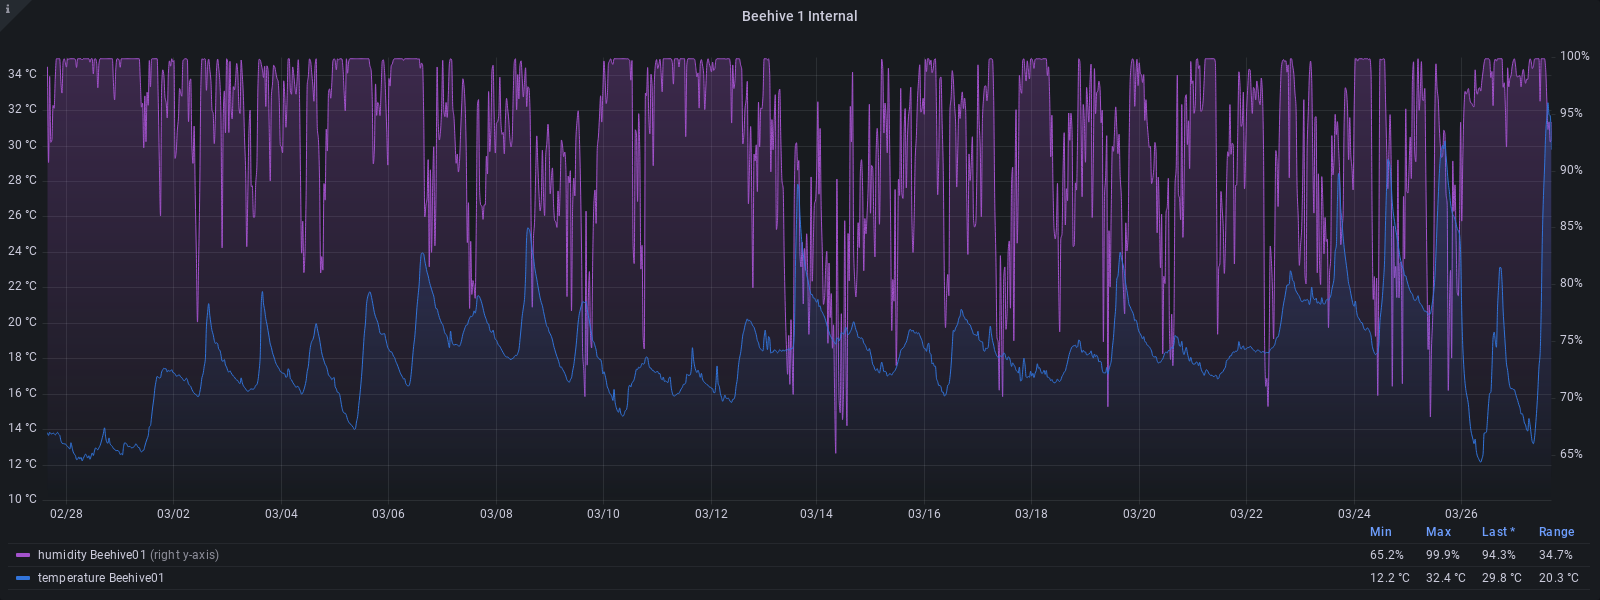 i
Beehive 1 Internal
34 °C
32 °C
30 °C
28 °C
26 °C
24 °C
22 °C
20 °C
18 °C
16 °C
14 °C
12 °C
10 °C
100%
95%
90%
85%
80%
75%
70%
65%
02/28 03/02 03/04 03/06 03/08 03/10 03/12 03/14 03/16 03/18 03/20 03/22 03/24 03/26
Min Max Last * Range
humidity Beehive01 (right y-axis) 65.2% 99.9% 94.3% 34.7%
temperature Beehive01 12.2 °C 32.4 °C 29.8 °C 20.3 °C